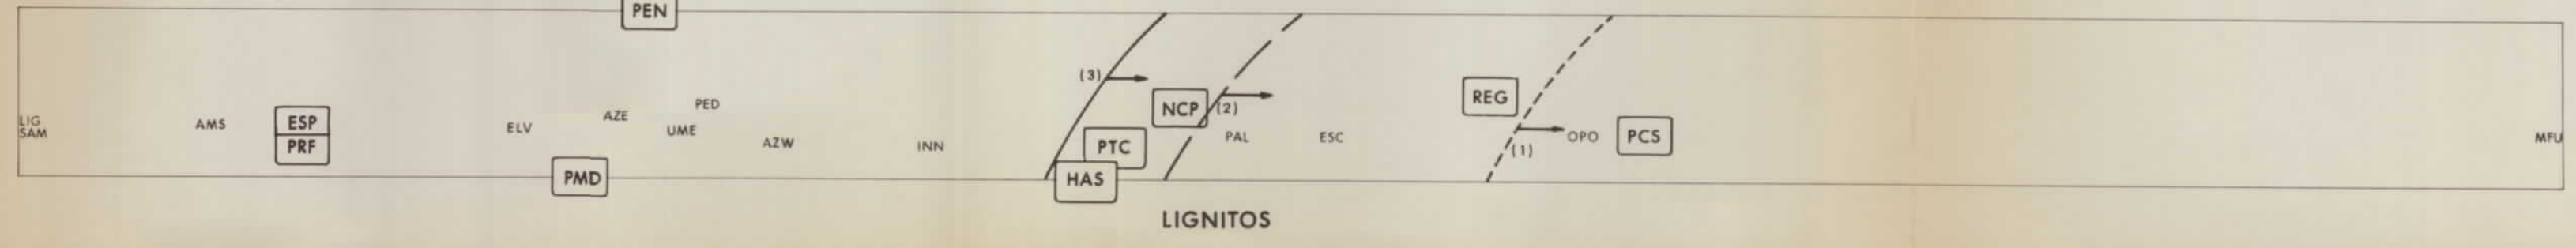 PEN
(3)
REG
NCP
(2)
PED
AZE
LIG
SAM
AMS
ESP
PRF
ELV
UME
AZW
INN
PTC
PAL
ESC
(1)
OPO
PCS
MFU
PMD
HAS
LIGNITOS